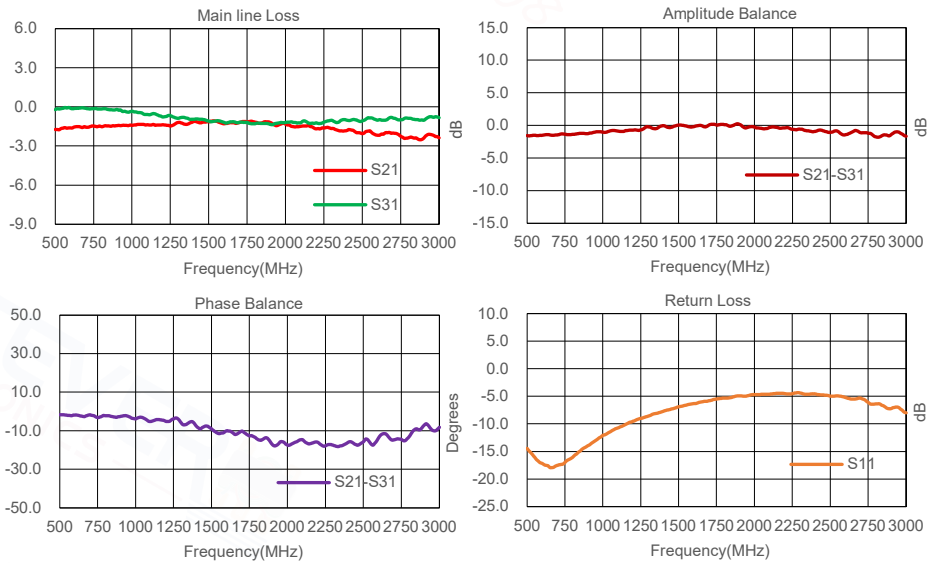 Main line Loss
6.0
3.0
0.0
-3.0
-6.0
-9.0
dB
S21
S31
500 750 1000 1250 1500 1750 2000 2250 2500 2750 3000
Frequency(MHz)
Amplitude Balance
15.0
10.0
5.0
0.0
-5.0
-10.0
-15.0
dB
S21-S31
500 750 1000 1250 1500 1750 2000 2250 2500 2750 3000
Frequency(MHz)
Phase Balance
50.0
30.0
10.0
-10.0
-30.0
-50.0
Degrees
S21-S31
500 750 1000 1250 1500 1750 2000 2250 2500 2750 3000
Frequency(MHz)
Return Loss
10.0
5.0
0.0
-5.0
-10.0
-15.0
-20.0
-25.0
dB
S11
500 750 1000 1250 1500 1750 2000 2250 2500 2750 3000
Frequency(MHz)